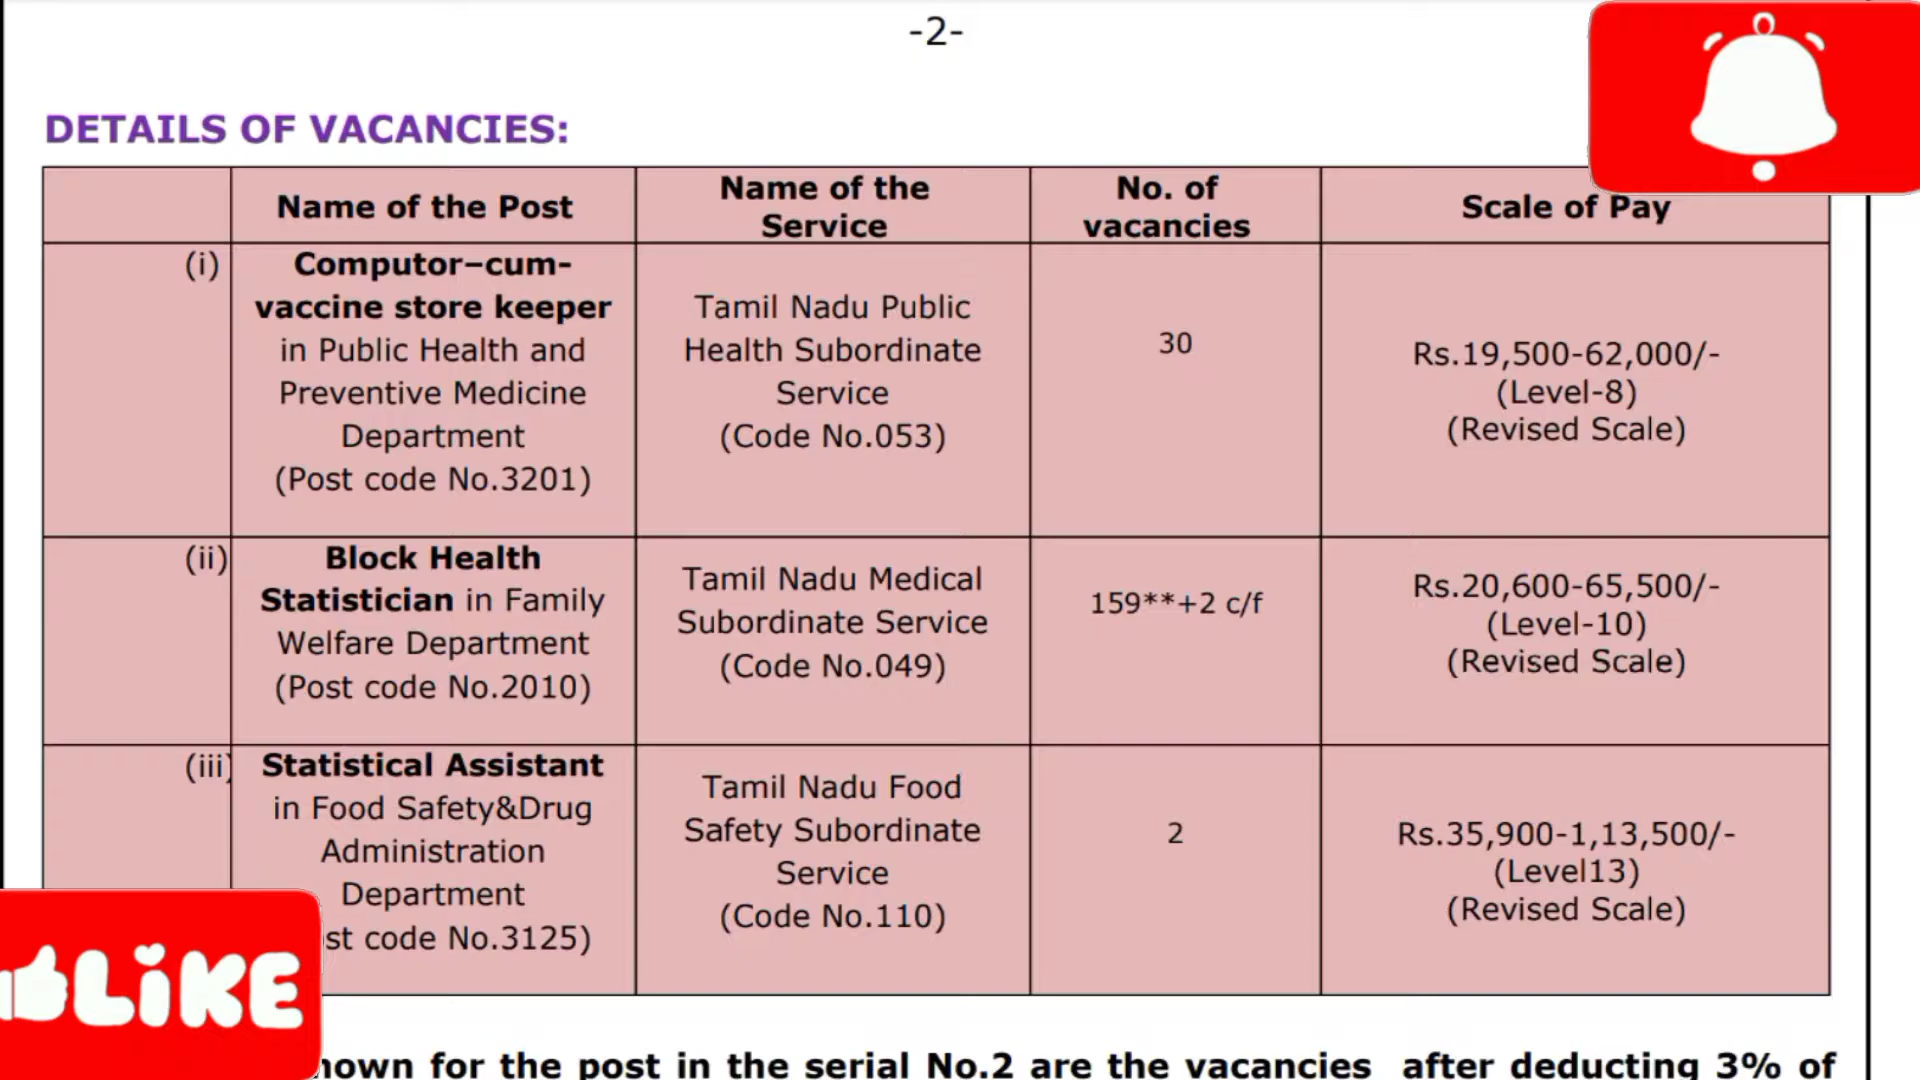 -2-
DETAILS OF VACANCIES:
Name of the Post
Name of the
Service
No. of
vacancies
Scale of Pay
(i)
Computor–cum-
vaccine store keeper
in Public Health and
Preventive Medicine
Department
(Post code No.3201)
Tamil Nadu Public
Health Subordinate
Service
(Code No.053)
30
Rs.19,500-62,000/-
(Level-8)
(Revised Scale)
(ii)
Block Health
Statistician in Family
Welfare Department
(Post code No.2010)
Tamil Nadu Medical
Subordinate Service
(Code No.049)
159**+2 c/f
Rs.20,600-65,500/-
(Level-10)
(Revised Scale)
(iii)
Statistical Assistant
in Food Safety&Drug
Administration
Department
code No.3125)
Tamil Nadu Food
Safety Subordinate
Service
(Code No.110)
2
Rs.35,900-1,13,500/-
(Level13)
(Revised Scale)
LiKE
for the post in the serial No.2 are the vacancies after deducting 3% of